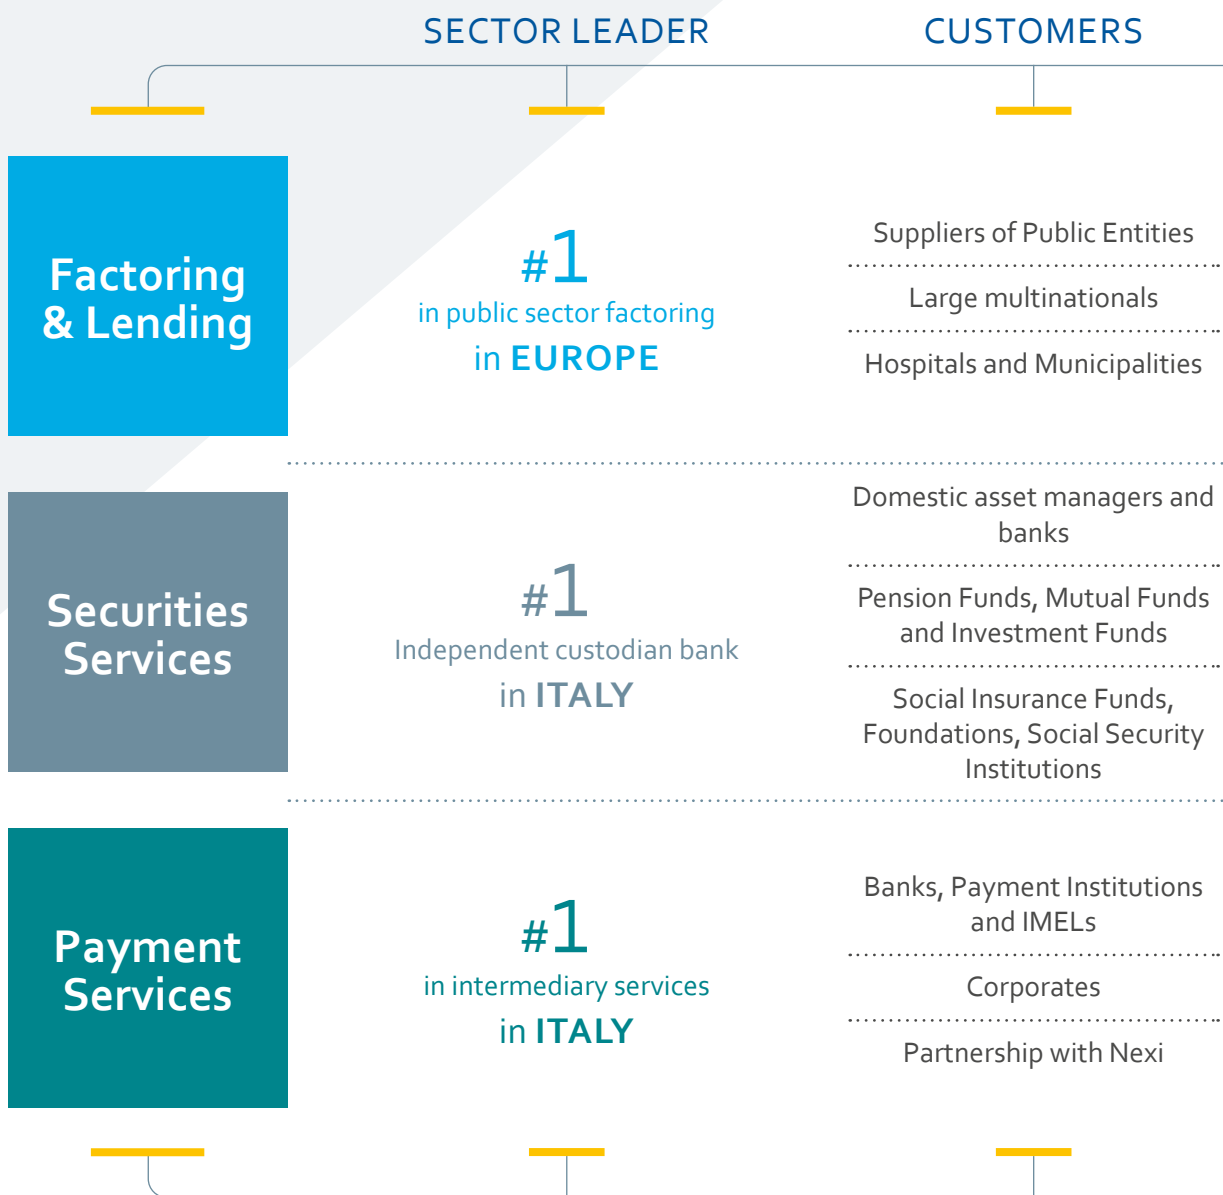 SECTOR LEADER
CUSTOMERS
Factoring
& Lending
#1
in public sector factoring
in EUROPE
Suppliers of Public Entities
Large multinationals
Hospitals and Municipalities
Securities
Services
#1
Independent custodian bank
in ITALY
Domestic asset managers and
banks
Pension Funds, Mutual Funds
and Investment Funds
Social Insurance Funds,
Foundations, Social Security
Institutions
Payment
Services
#1
in intermediary services
in ITALY
Banks, Payment Institutions
and IMELs
Corporates
Partnership with Nexi